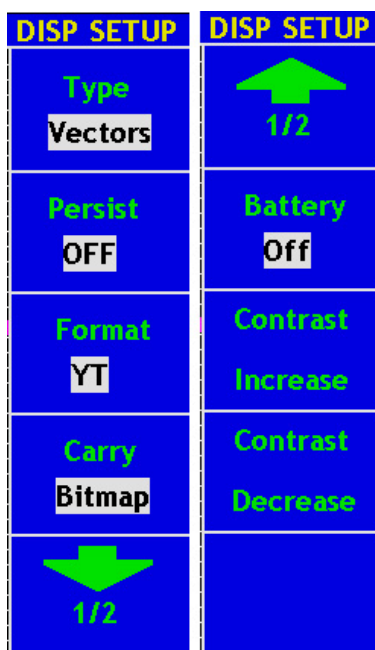 DISP SETUP
Type
Vectors
Persist
OFF
Format
YT
Carry
Bitmap
1/2
DISP SETUP
1/2
Battery
Off
Contrast
Increase
Contrast
Decrease